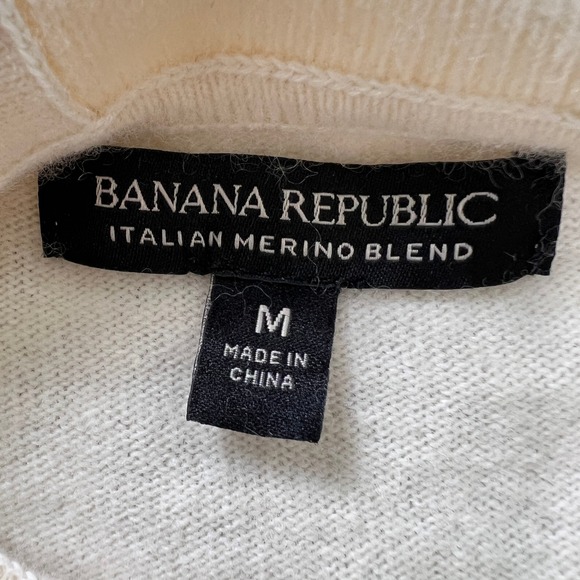 BANANA REPUBLIC
ITALIAN MERINO BLEND
M
MADE IN
CHINA